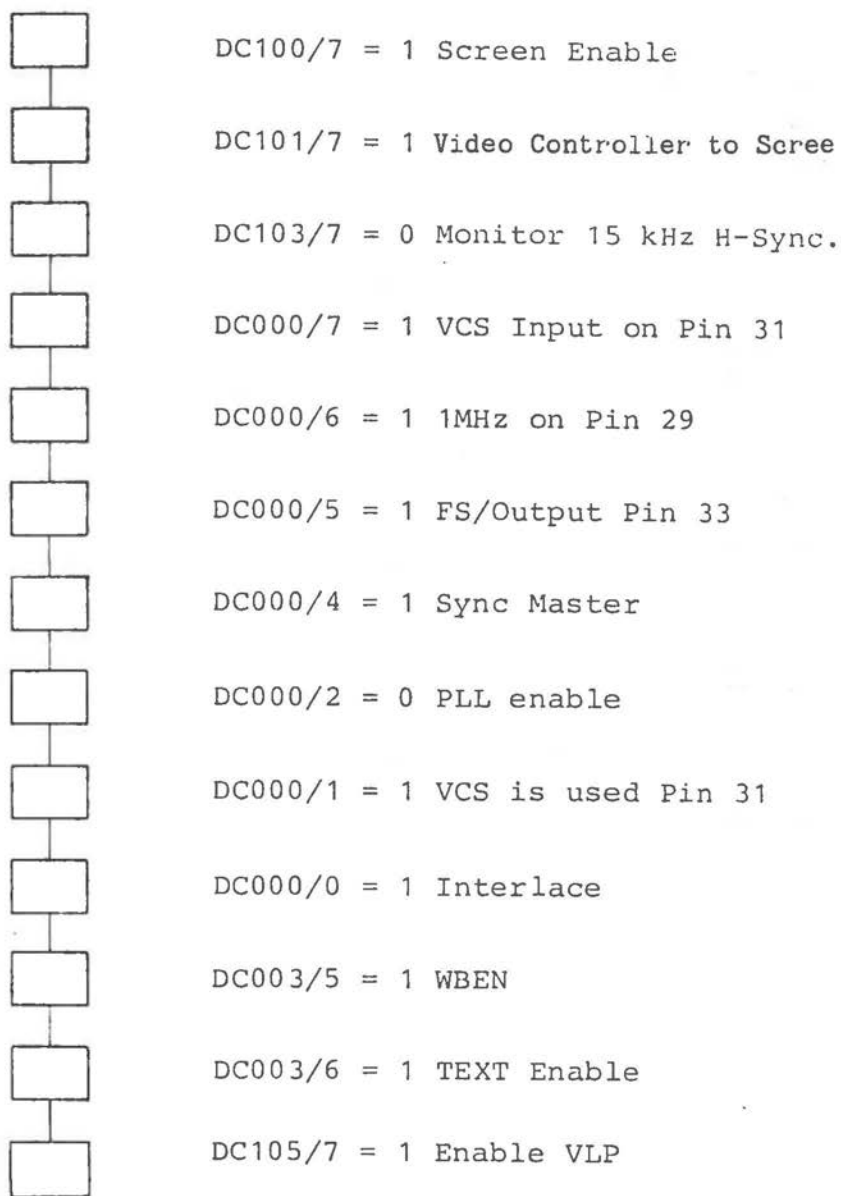 DC100/7 = 1 Screen Enable
DC101/7 = 1 Video Controller to Scree
DC103/7 = 0 Monitor 15 kHz H-Sync.
DC000/7 = 1 VCS Input on Pin 31
DC000/6 = 1 1MHz on Pin 29
DC000/5 = 1 FS/Output Pin 33
DC000/4 = 1 Sync Master
DC000/2 = 0 PLL enable
DC000/1 = 1 VCS is used Pin 31
DC000/0 = 1 Interlace
DC003/5 = 1 WBEN
DC003/6 = 1 TEXT Enable
DC105/7 = 1 Enable VLP